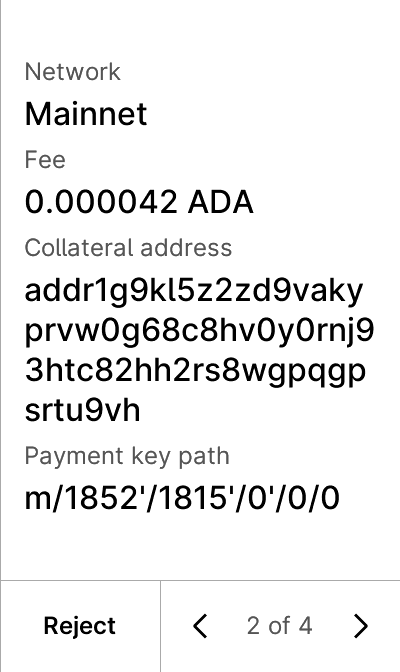 Network
Mainnet
Fee
0.000042 ADA
Collateral address
addr1g9kl5z2zd9vaky
prvw0g68c8hv0y0rnj9
3htc82hh2rs8wgpqgp
srtu9vh
Payment key path
m/1852'/1815'/0'/0/0
Reject
2 of 4